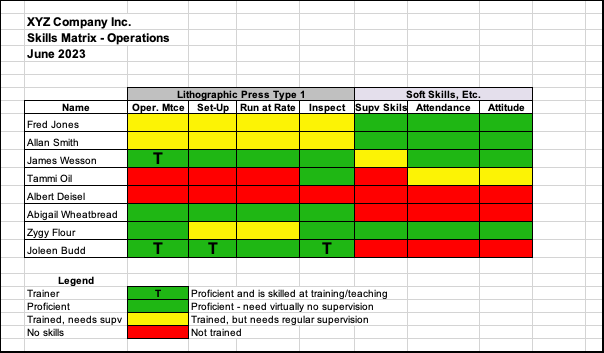 XYZ Company Inc.
Skills Matrix - Operations
June 2023
Lithographic Press Type 1 Soft Skills, Etc.
Name Oper. Mtce Set-Up Run at Rate Inspect Supv Skils Attendance Attitude
Fred Jones
Allan Smith
James Wesson T
Tammi Oil
Albert Deisel
Abigail Wheatbread
Zygy Flour
Joleen Budd T T T
Legend
Trainer T Proficient and is skilled at training/teaching
Proficient Proficient - need virtually no supervision
Trained, needs supv Trained, but needs regular supervision
No skills Not trained